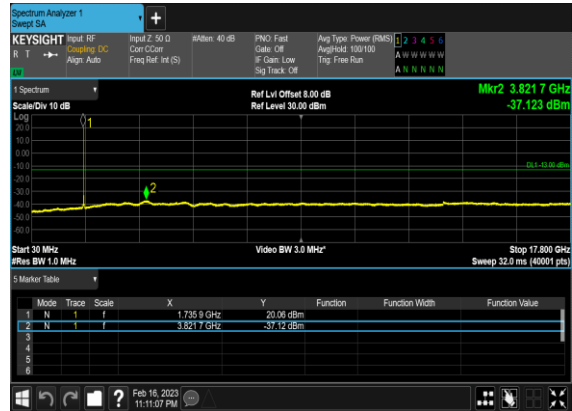 Spectrum Analyzer 1
Swept SA
+
KEYSIGHT Input: RF Input Z: 50 Ω #Atten: 40 dB PNO: Fast Avg Type: Power (RMS) 1 2 3 4 5 6
R T Coupling: DC Corr CCorr Gate: Off Avg|Hold: 100/100 A W W W W W
Align: Auto Freq Ref: Int (S) IF Gain: Low Trig: Free Run
Sig Track: Off A N N N N N
1 Spectrum Ref Lvl Offset 8.00 dB Mkr2 3.821 7 GHz
Scale/Div 10 dB Ref Level 30.00 dBm -37.123 dBm
Log
20.0 1
10.0
0.00
-10.0 DL1 -13.00 dBm
-20.0
-30.0 2
-40.0
-50.0
-60.0
Start 30 MHz Video BW 3.0 MHz* Stop 17.800 GHz
#Res BW 1.0 MHz Sweep 32.0 ms (40001 pts)
5 Marker Table
Mode Trace Scale X Y Function Function Width Function Value
1 N 1 f 1.735 9 GHz 20.06 dBm
2 N 1 f 3.821 7 GHz -37.12 dBm
3
4
5
6
? Feb 16, 2023
11:11:07 PM